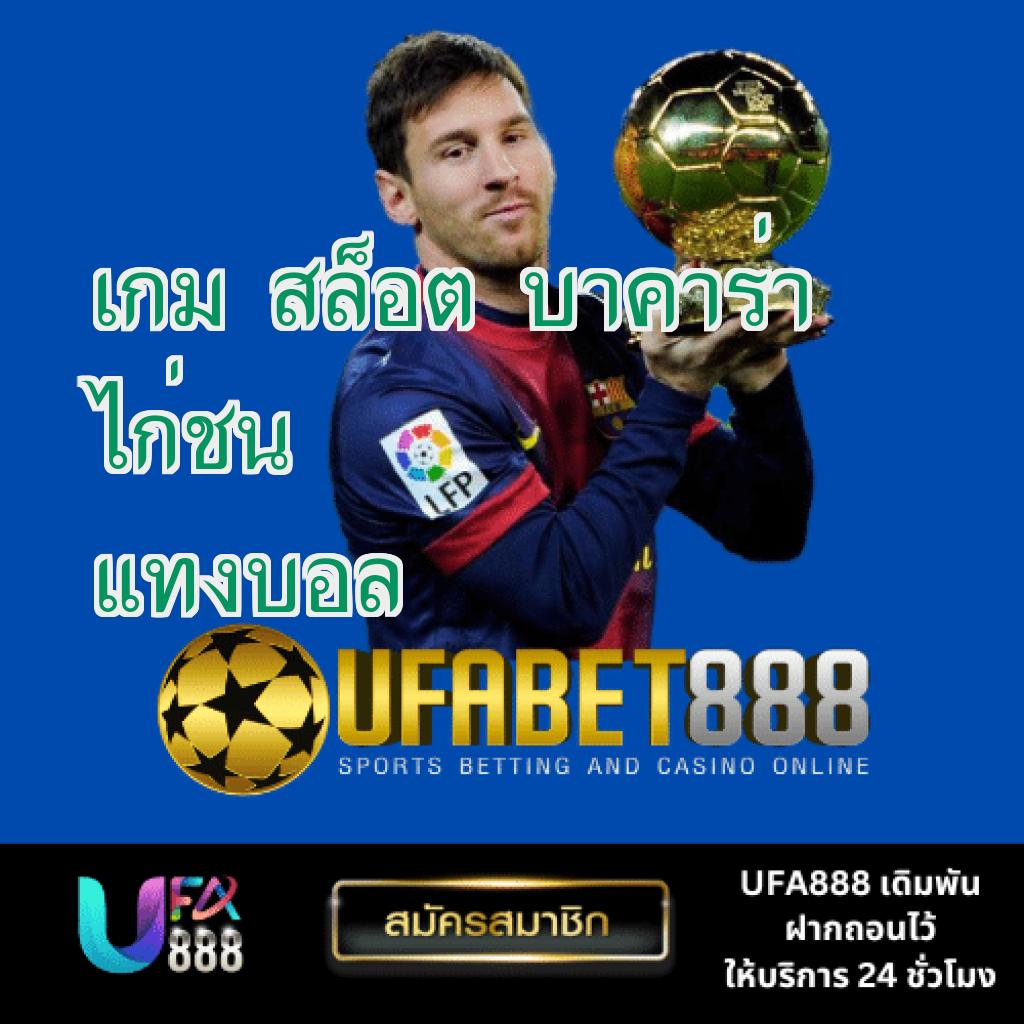 เกม สล็อต บาคาร่า
ไก่ชน
แทงบอล
LFP
UFABET888
SPORTS BETTING AND CASINO ONLINE
UFA
888
สมัครสมาชิก
UFA888 เดิมพัน
ฝากถอนไว้
ให้บริการ 24 ชั่วโมง